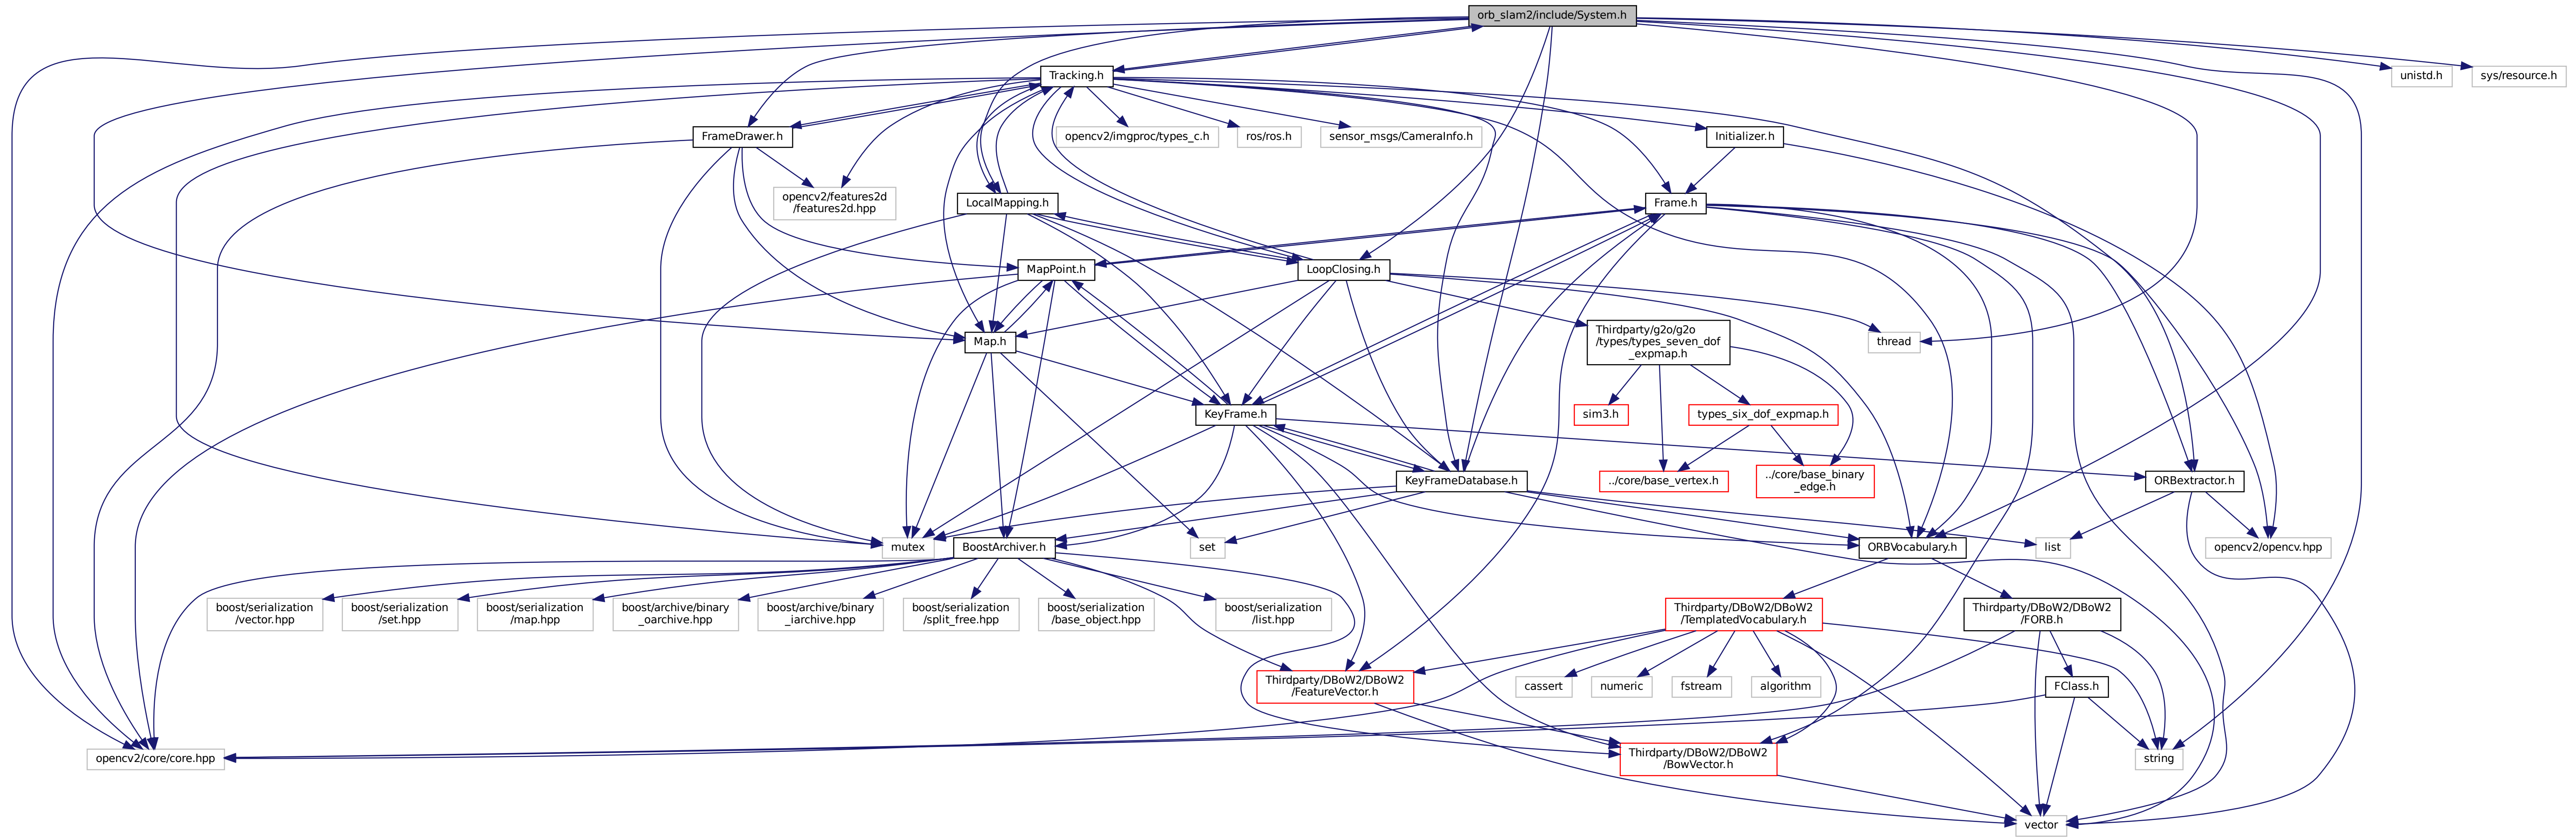 orb_slam2/include/System.h
Tracking.h
unistd.h
sys/resource.h
FrameDrawer.h
opencv2/imgproc/types_c.h
ros/ros.h
sensor_msgs/CameraInfo.h
Initializer.h
opencv2/features2d
/features2d.hpp
LocalMapping.h
Frame.h
MapPoint.h
LoopClosing.h
Map.h
Thirdparty/g2o/g2o
/types/types_seven_dof
_expmap.h
thread
KeyFrame.h
sim3.h
types_six_dof_expmap.h
KeyFrameDatabase.h
../core/base_vertex.h
../core/base_binary
_edge.h
ORBextractor.h
mutex
BoostArchiver.h
set
ORBVocabulary.h
list
opencv2/opencv.hpp
boost/serialization
/vector.hpp
boost/serialization
/set.hpp
boost/serialization
/map.hpp
boost/archive/binary
_oarchive.hpp
boost/archive/binary
_iarchive.hpp
boost/serialization
/split_free.hpp
boost/serialization
/base_object.hpp
boost/serialization
/list.hpp
Thirdparty/DBoW2/DBoW2
/TemplatedVocabulary.h
Thirdparty/DBoW2/DBoW2
/FORB.h
Thirdparty/DBoW2/DBoW2
/FeatureVector.h
cassert
numeric
fstream
algorithm
FClass.h
opencv2/core/core.hpp
Thirdparty/DBoW2/DBoW2
/BowVector.h
string
vector